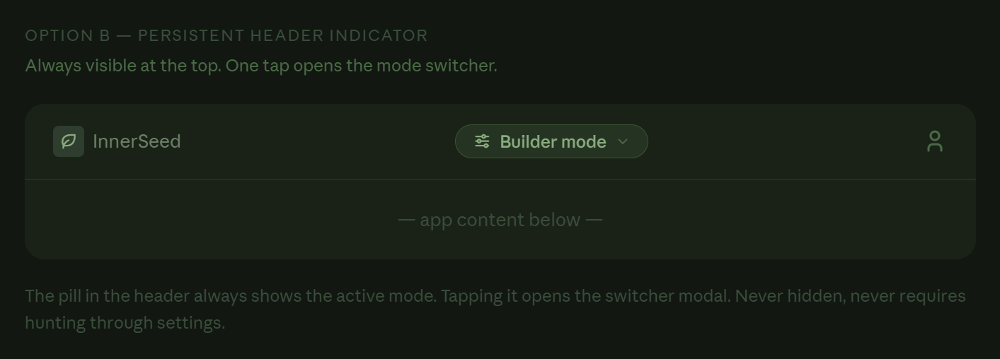 OPTION B — PERSISTENT HEADER INDICATOR
Always visible at the top. One tap opens the mode switcher.
InnerSeed
Builder mode
— app content below —
The pill in the header always shows the active mode. Tapping it opens the switcher modal. Never hidden, never requires
hunting through settings.